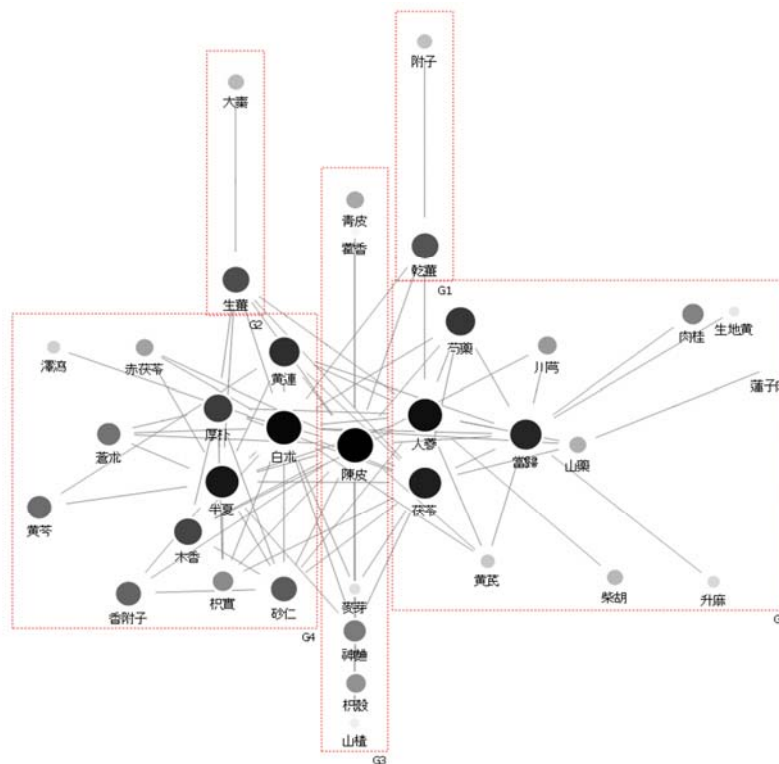 附子
大棗
青皮
藿香
乾薑
G1
生薑
G2
芍藥
肉桂
生地黄
川芎
澤瀉
赤茯苓
黄連
蓮子
厚朴
人蔘
蒼朮
白朮
陳皮
當歸
山藥
半夏
茯苓
黄芩
木香
黄芪
柴胡
升麻
香附子
枳實
砂仁
麥芽
G
G4
神麯
枳殼
山楂
G3